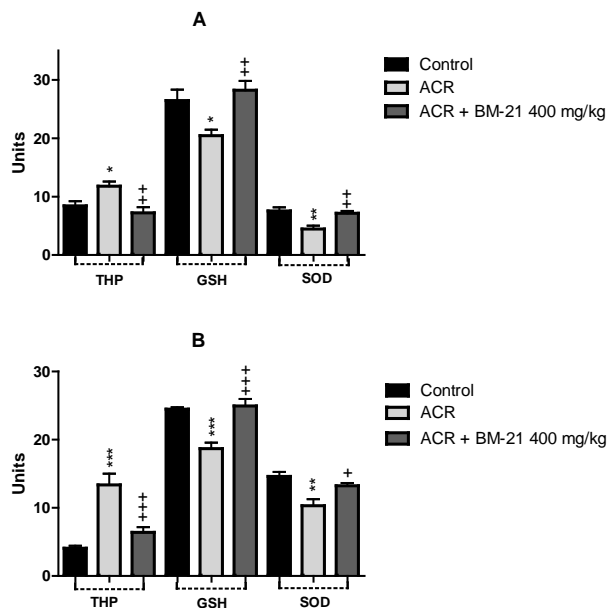 A
Control
ACR
ACR + BM-21 400 mg/kg
Units
30
20
10
0
*
++
*
++
**
++
THP
GSH
SOD
B
Control
ACR
ACR + BM-21 400 mg/kg
Units
30
20
10
0
***
+++
***
+++
**
+
THP
GSH
SOD